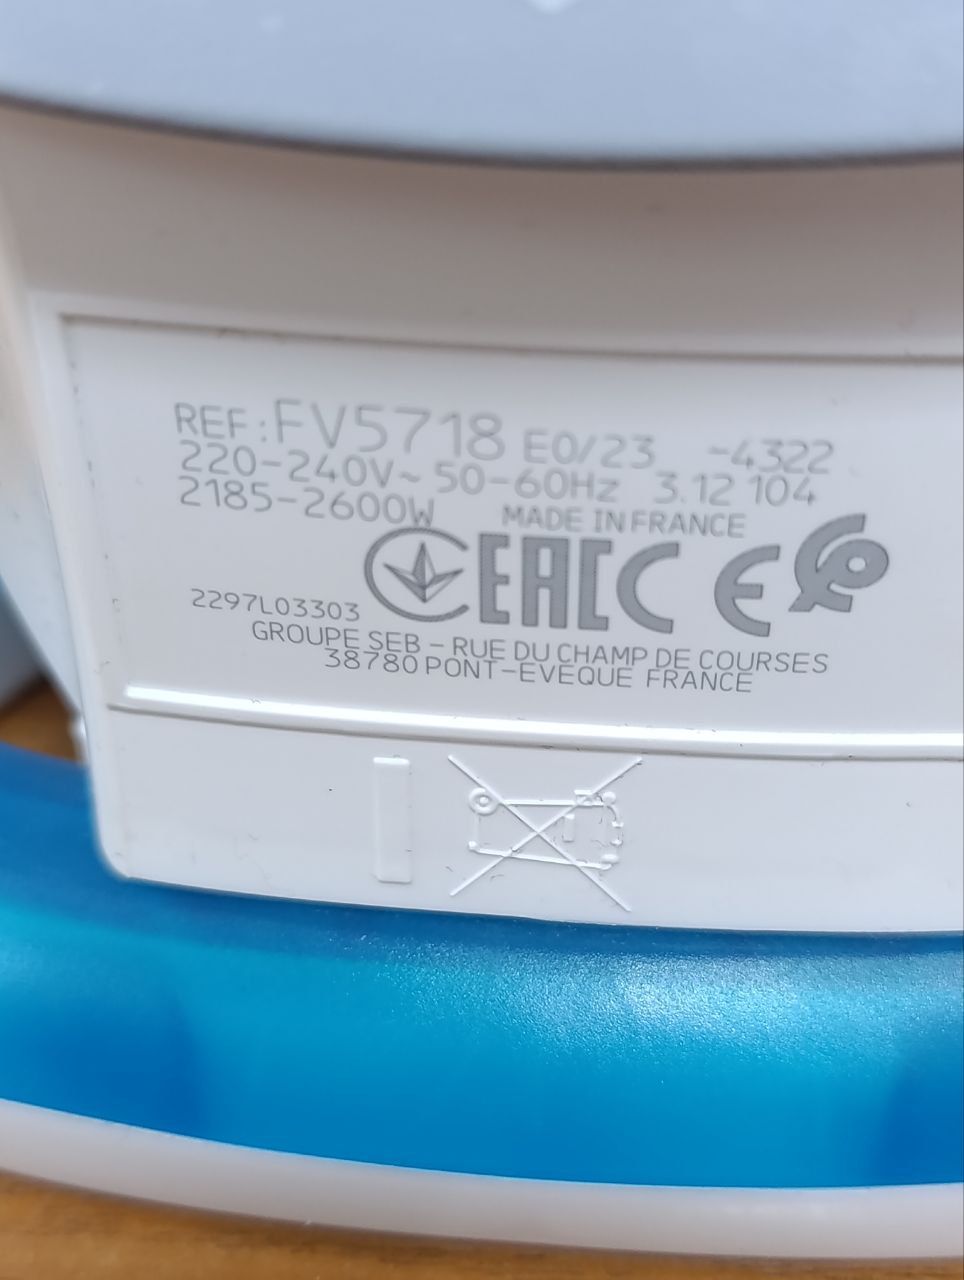 REF: FV5718 E0/23 -4322
220-240V~ 50-60Hz 3.12 104
2185-2600W MADE IN FRANCE
EAC CE
2297L03303
GROUPE SEB - RUE DU CHAMP DE COURSES
38780 PONT-EVEQUE FRANCE